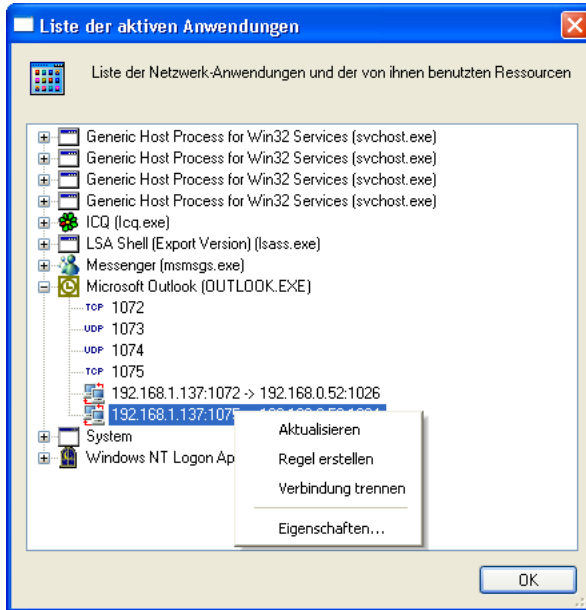 Liste der aktiven Anwendungen
Liste der Netzwerk-Anwendungen und der von ihnen benutzten Ressourcen
Generic Host Process for Win32 Services (svchost.exe)
Generic Host Process for Win32 Services (svchost.exe)
Generic Host Process for Win32 Services (svchost.exe)
Generic Host Process for Win32 Services (svchost.exe)
ICQ (Icq.exe)
LSA Shell (Export Version) (lsass.exe)
Messenger (msmsgs.exe)
Microsoft Outlook (OUTLOOK.EXE)
TCP 1072
UDP 1073
UDP 1074
TCP 1075
192.168.1.137:1072 -> 192.168.0.52:1026
192.168.1.137:1075
System
Windows NT Logon Ap
Aktualisieren
Regel erstellen
Verbindung trennen
Eigenschaften...
OK